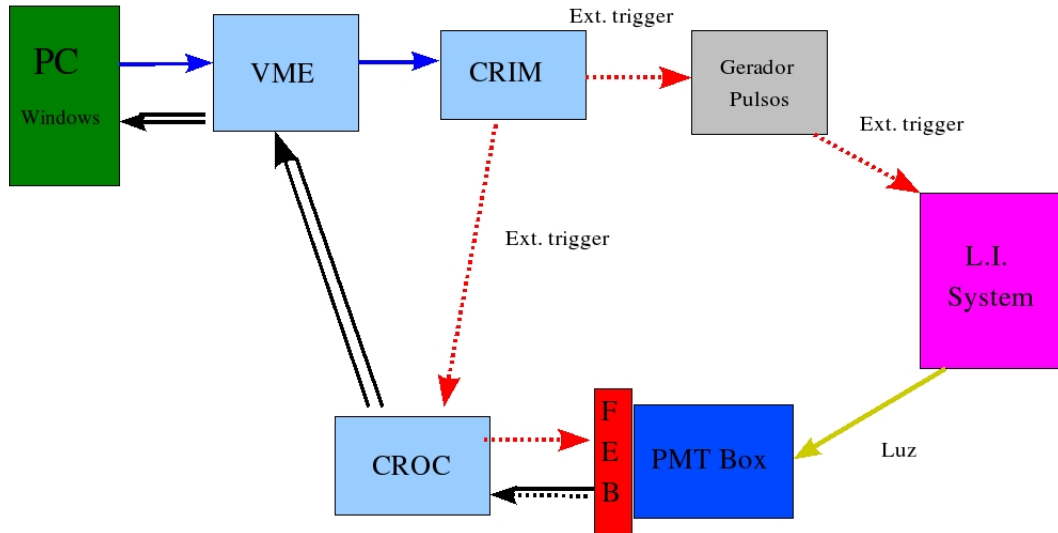 Ext. trigger
PC
Windows
VME
CRIM
Gerador
Pulsos
Ext. trigger
Ext. trigger
L.I.
System
CROC
F
E
B
PMT Box
Luz